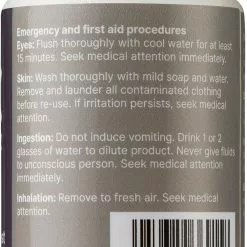 Emergency and first aid procedures
Eyes: Flush thoroughly with cool water for at least
15 minutes. Seek medical attention immediately.
Skin: Wash thoroughly with mild soap and water.
Remove and launder all contaminated clothing
before re-use. If irritation persists, seek medical
attention.
Ingestion: Do not induce vomiting. Drink 1 or 2
glasses of water to dilute product. Never give fluids
to unconscious person. Seek medical attention
immediately.
Inhalation: Remove to fresh air. Seek medical
attention.